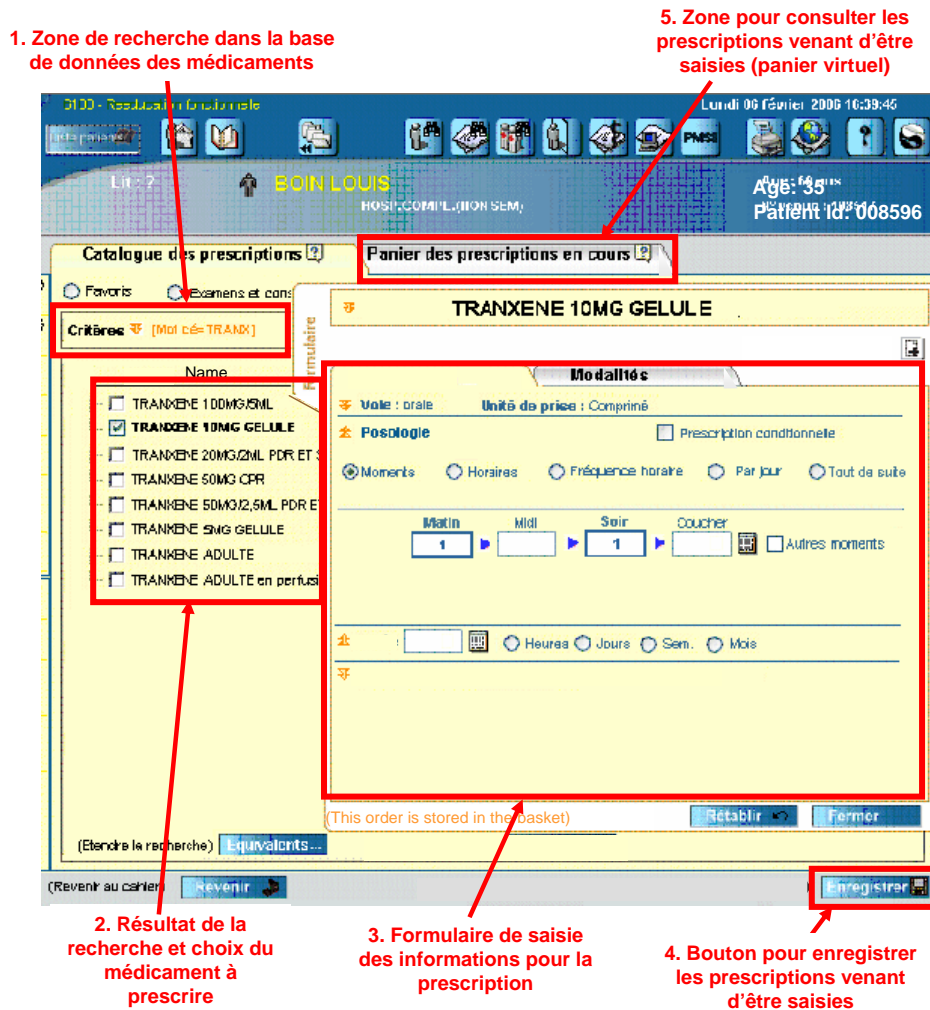 1. Zone de recherche dans la base
de données des médicaments
5. Zone pour consulter les
prescriptions venant d’être
saisies (panier virtuel)
Lundi 06 février 2006 16:39:45
PMSI
?
Lit : ?
BOIN LOUIS
HOSP.COMPL.(NON SEM)
Age: 35
Patient Id: 008596
Catalogue des prescriptions ?
Panier des prescriptions en cours ?
Favoris
Examens et cons
Critères [Mot clé=TRANX]
Formulaire
TRANXENE 10MG GELULE
Name
TRANXENE 100MG/5ML
TRANXENE 10MG GELULE
TRANXENE 20MG/2ML PDR ET S
TRANXENE 50MG CPR
TRANXENE 50MG/2,5ML PDR ET
TRANXENE 5MG GELULE
TRANXENE ADULTE
TRANXENE ADULTE en perfusi
Modalités
Voie : orale Unité de prise : Comprimé
Posologie Prescription conditionnelle
Moments Horaires Fréquence horaire Par jour Tout de suite
Matin Midi Soir Coucher
1 1 Autres moments
: Heures Jours Sem. Mois
(This order is stored in the basket)
Rétablir Fermer
(Etendre la recherche) Equivalents...
(Revenir au cahier) Revenir
Enregistrer
2. Résultat de la
recherche et choix du
médicament à
prescrire
3. Formulaire de saisie
des informations pour la
prescription
4. Bouton pour enregistrer
les prescriptions venant
d’être saisies